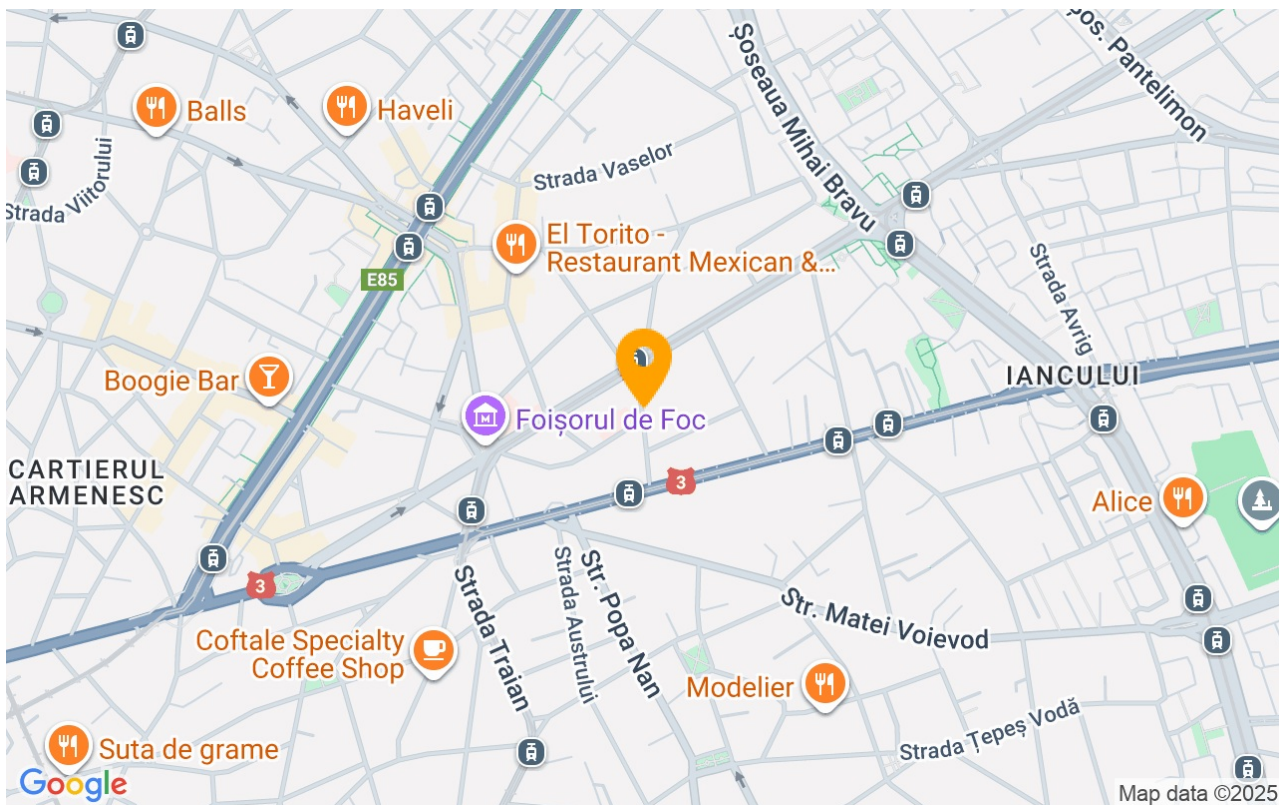 Șos. Pantelimon
Șoseaua Mihai Bravu
Balls
Haveli
Strada Viitorului
Strada Vaselor
El Torito -
Restaurant Mexican &...
E85
Strada Avrig
Boogie Bar
IANCULUI
Foișorul de Foc
CARTIERUL
ARMENESC
3
Alice
3
Strada Traian
Strada Austrului
Str. Popa Nan
Str. Matei Voievod
Coftale Specialty
Coffee Shop
Modelier
Strada Țepeș Vodă
Suta de grame
Google
Map data ©2025